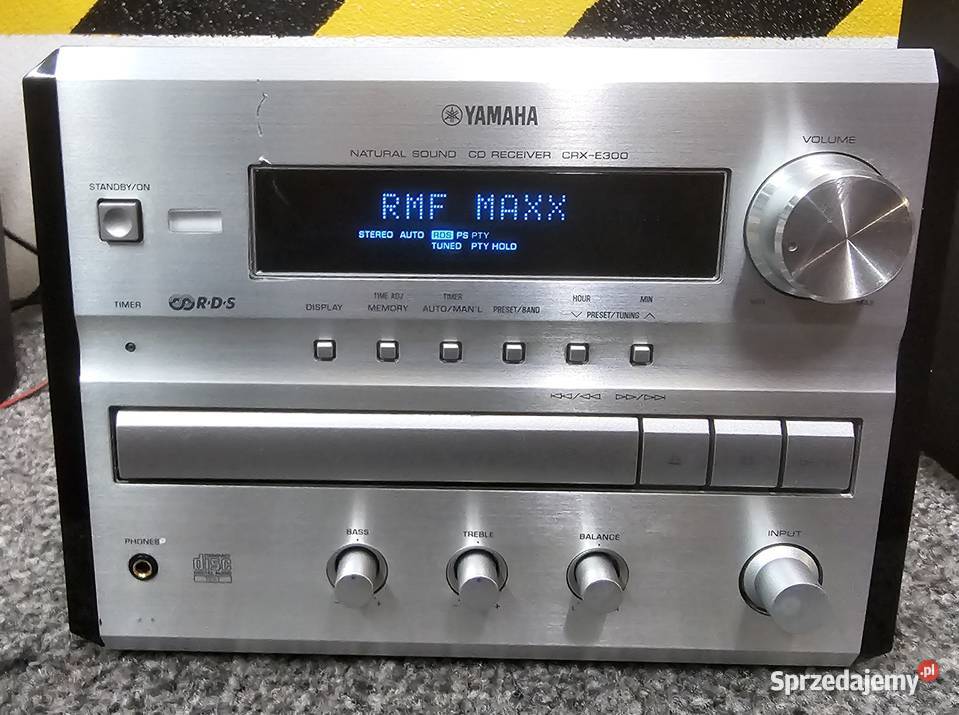 YAMAHA
NATURAL SOUND CD RECEIVER CRX-E300
VOLUME
STANDBY/ON
RMF MAXX
STEREO AUTO RDS PS PTY
TUNED PTY HOLD
TIMER
R·D·S
DISPLAY
TIME ADJ
MEMORY
TIMER
AUTO/MAN'L
PRESET/BAND
HOUR
MIN
PRESET/TUNING
MAX
PHONES
disc
BASS
TREBLE
BALANCE
INPUT
- +
Sprzedajemy.pl